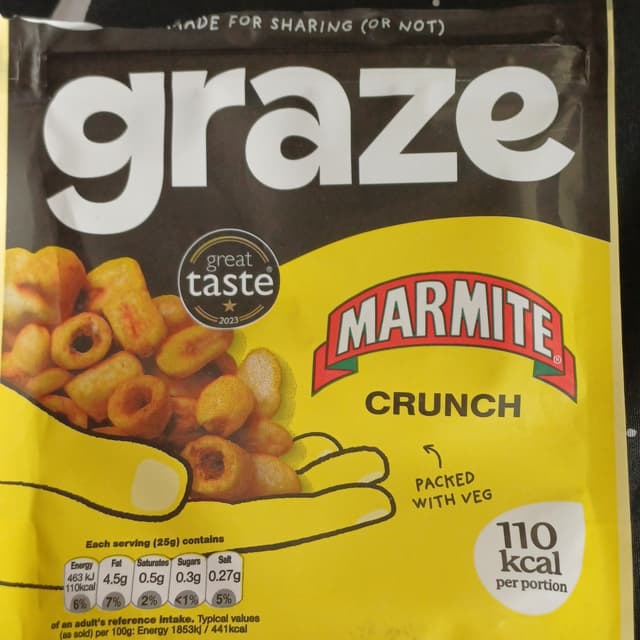 MADE FOR SHARING (OR NOT)
graze
great
taste®
2023
MARMITE®
CRUNCH
PACKED
WITH VEG
110
kcal
per portion
Each serving (25g) contains
Energy Fat Saturates Sugars Salt
463 kJ 4.5g 0.5g 0.3g 0.27g
110kcal
6% 7% 2% <1% 5%
of an adult's reference intake. Typical values
(as sold) per 100g: Energy 1853kj / 441kcal